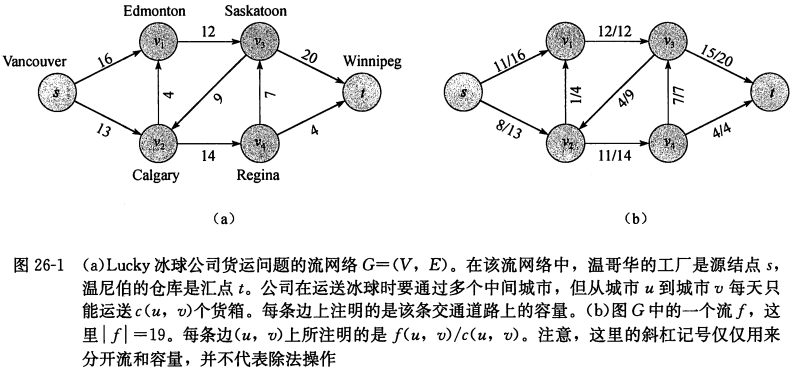 Edmonton Saskatoon
v₁ 12 v₃
16 20
Vancouver Winnipeg
s 4 9 7 t
13 4
v₂ 14 v₄
Calgary Regina
(a)
v₁ 12/12 v₃
11/16 15/20
s 1/4 4/9 7/7 t
8/13 4/4
v₂ 11/14 v₄
(b)
图 26-1 (a)Lucky 冰球公司货运问题的流网络 G=(V, E)。在该流网络中，温哥华的工厂是源结点 s，
温尼伯的仓库是汇点 t。公司在运送冰球时要通过多个中间城市，但从城市 u 到城市 v 每天只
能运送 c(u, v)个货箱。每条边上注明的是该条交通道路上的容量。(b)图 G 中的一个流 f，这
里|f|=19。每条边(u, v)上所注明的是 f(u, v)/c(u, v)。注意，这里的斜杠记号仅仅用来
分开流和容量，并不代表除法操作